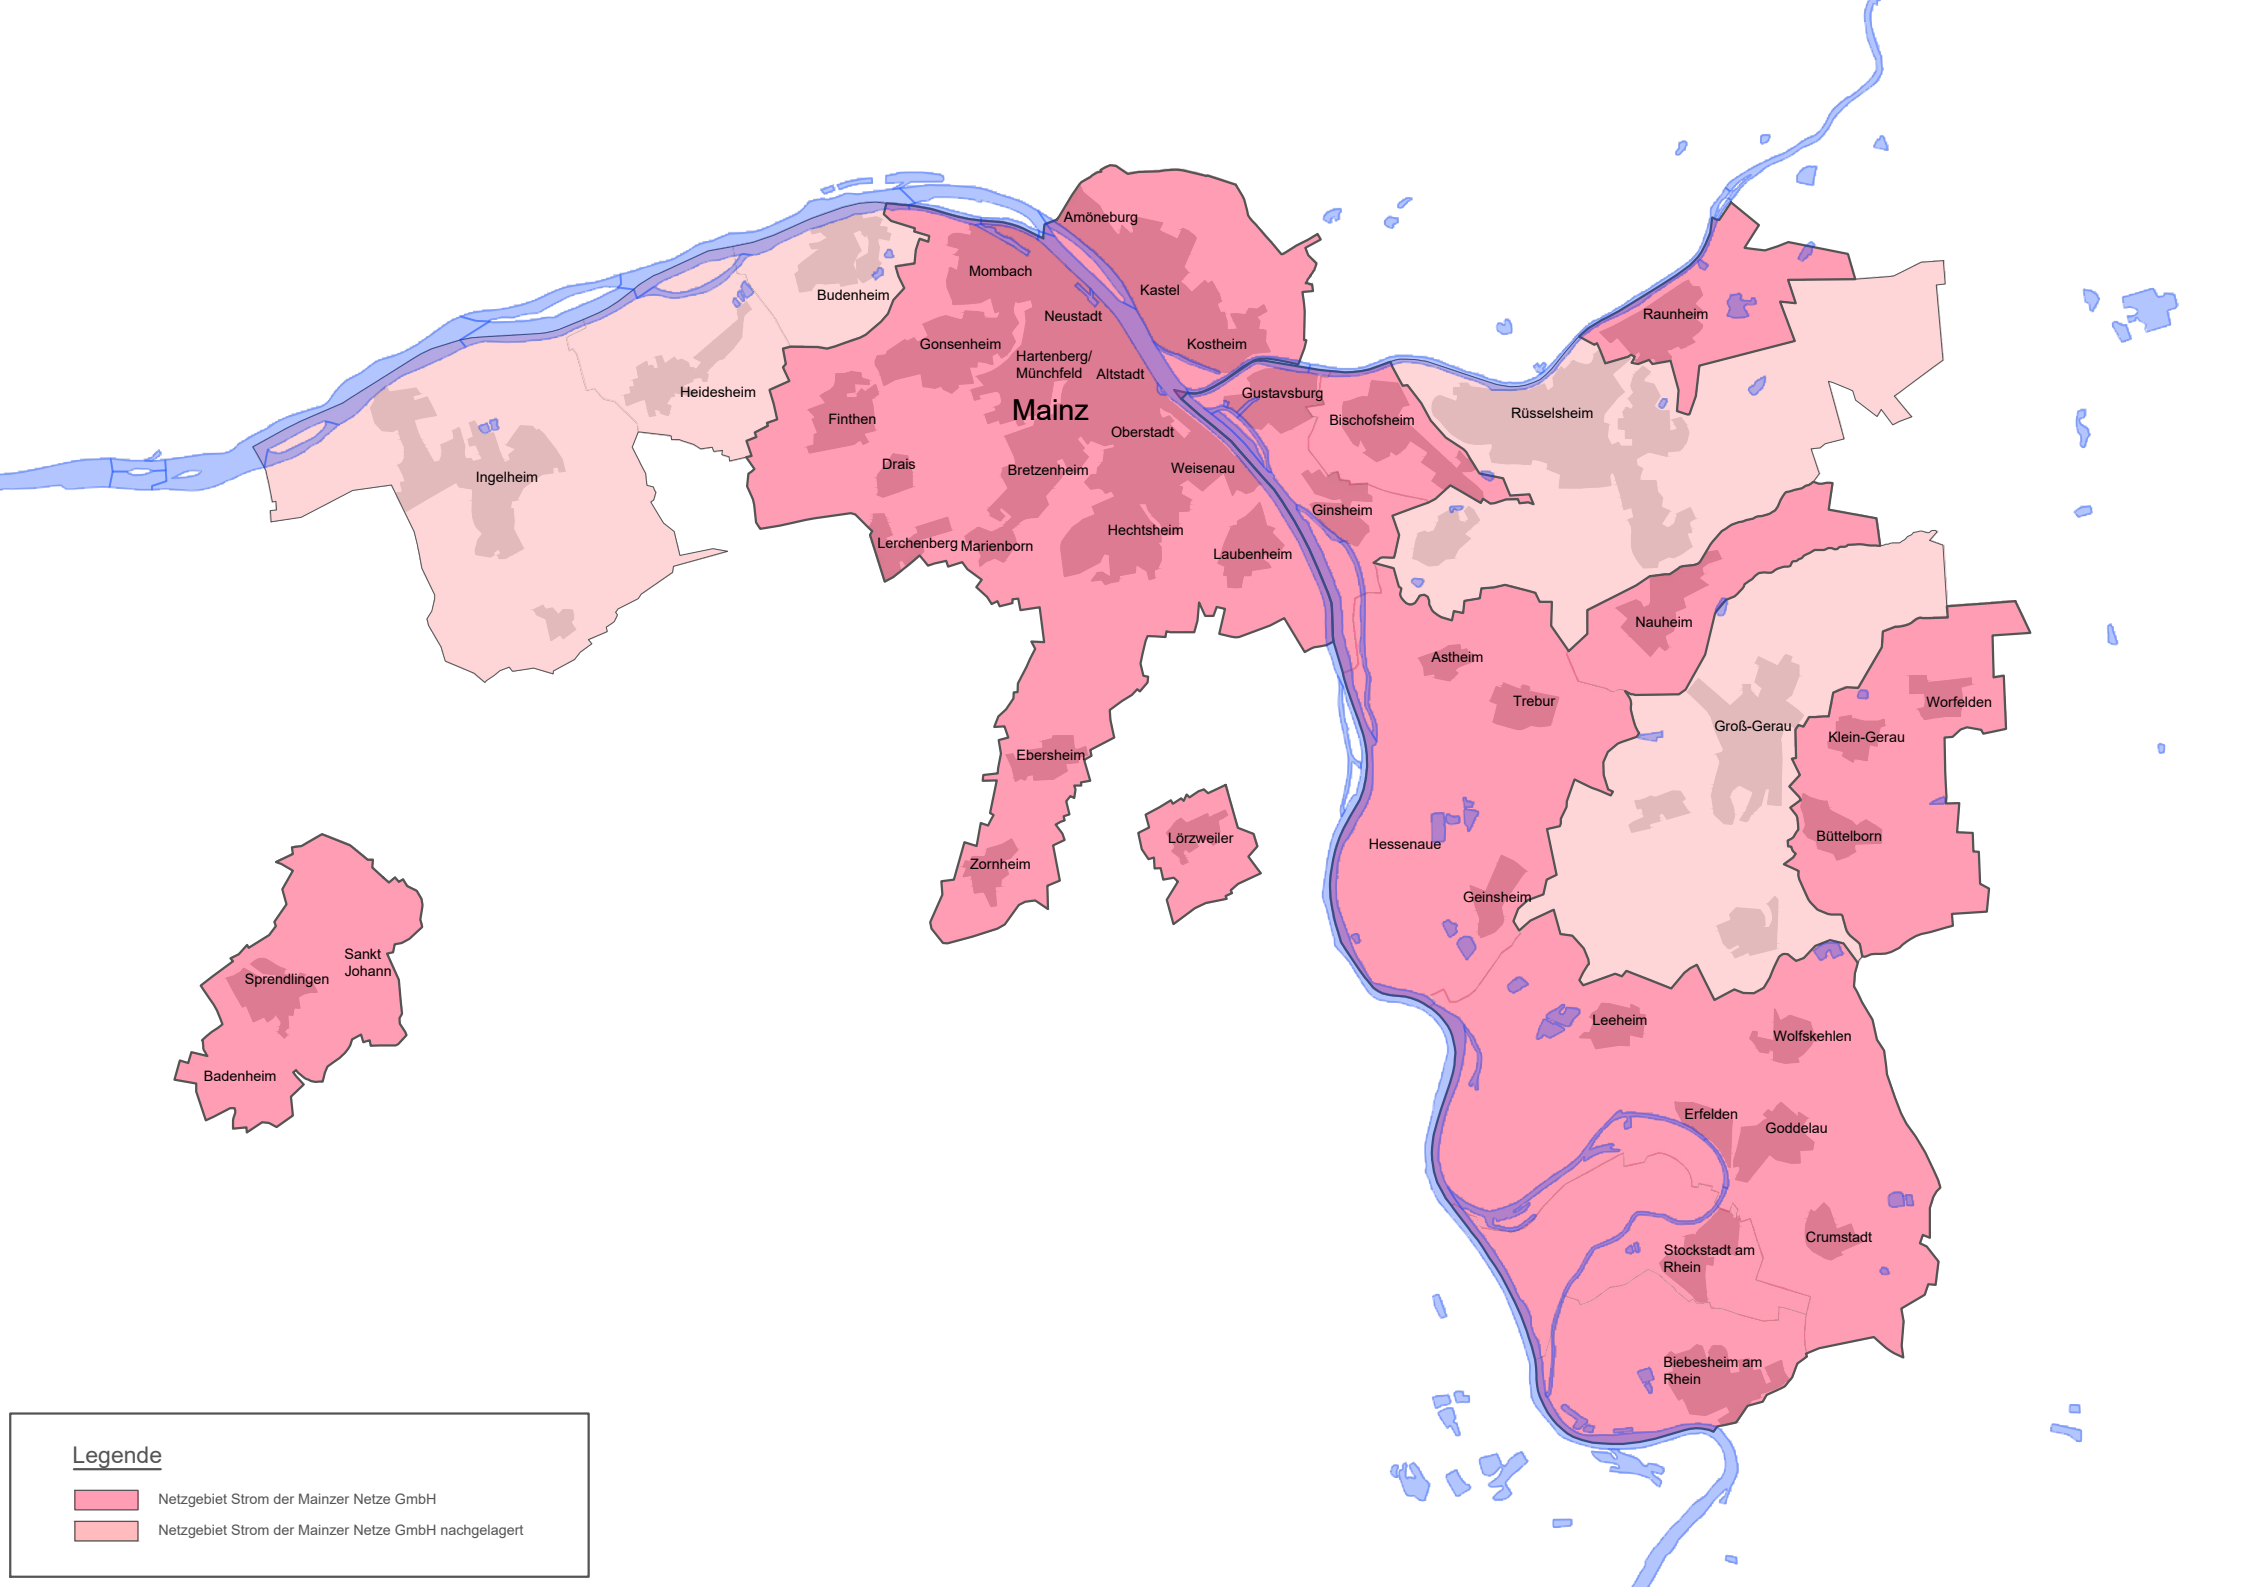 Amöneburg
Mombach
Kastel
Budenheim
Neustadt
Raunheim
Gonsenheim
Kostheim
Hartenberg/
Münchfeld
Altstadt
Heidesheim
Gustavsburg
Mainz
Finthen
Bischofsheim
Rüsselsheim
Oberstadt
Drais
Bretzenheim
Weisenau
Ingelheim
Ginsheim
Hechtsheim
Lerchenberg
Marienborn
Laubenheim
Nauheim
Astheim
Trebur
Worfelden
Groß-Gerau
Klein-Gerau
Ebersheim
Lörzweiler
Hessenaue
Büttelborn
Zornheim
Geinsheim
Sankt
Johann
Sprendlingen
Leeheim
Wolfskehlen
Badenheim
Erfelden
Goddelau
Crumstadt
Stockstadt am
Rhein
Biebesheim am
Rhein
Legende
Netzgebiet Strom der Mainzer Netze GmbH
Netzgebiet Strom der Mainzer Netze GmbH nachgelagert